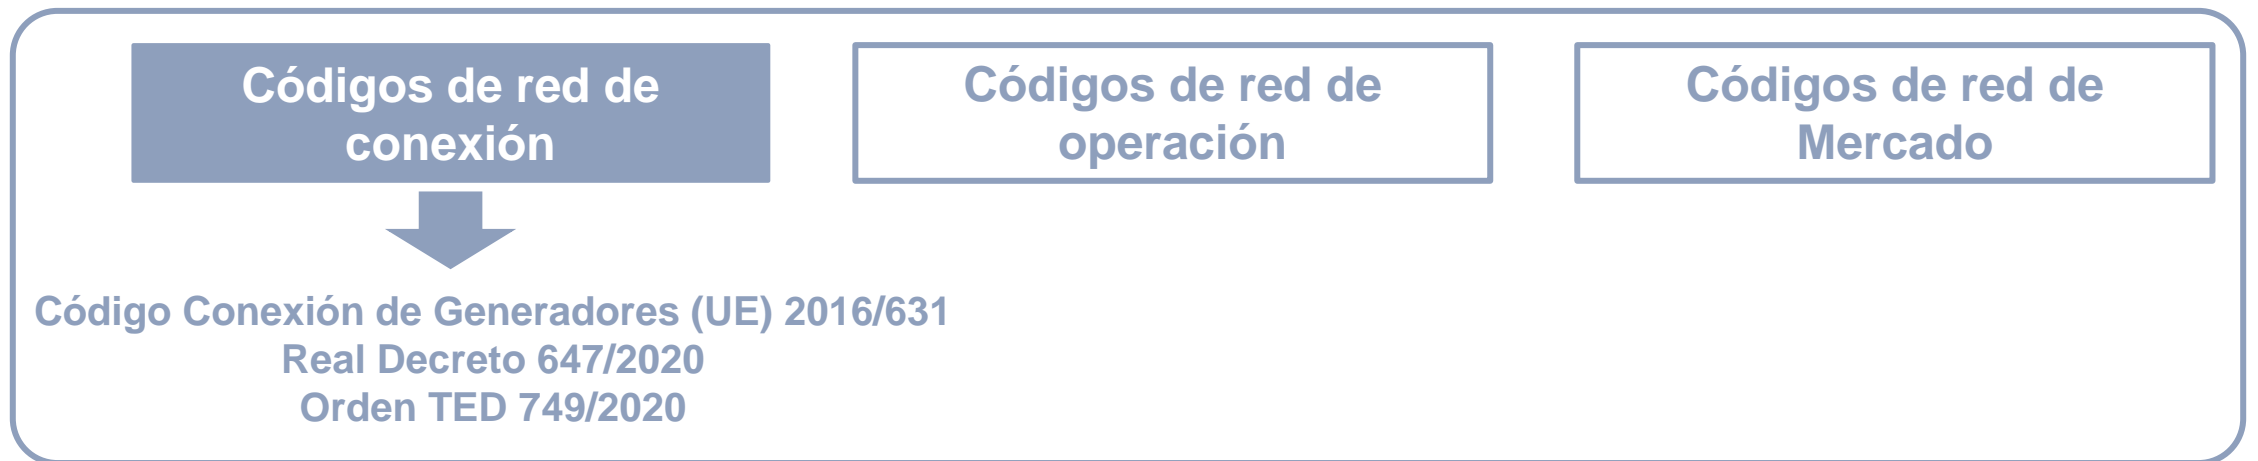 Códigos de red de
conexión
Códigos de red de
operación
Códigos de red de
Mercado
Código Conexión de Generadores (UE) 2016/631
Real Decreto 647/2020
Orden TED 749/2020